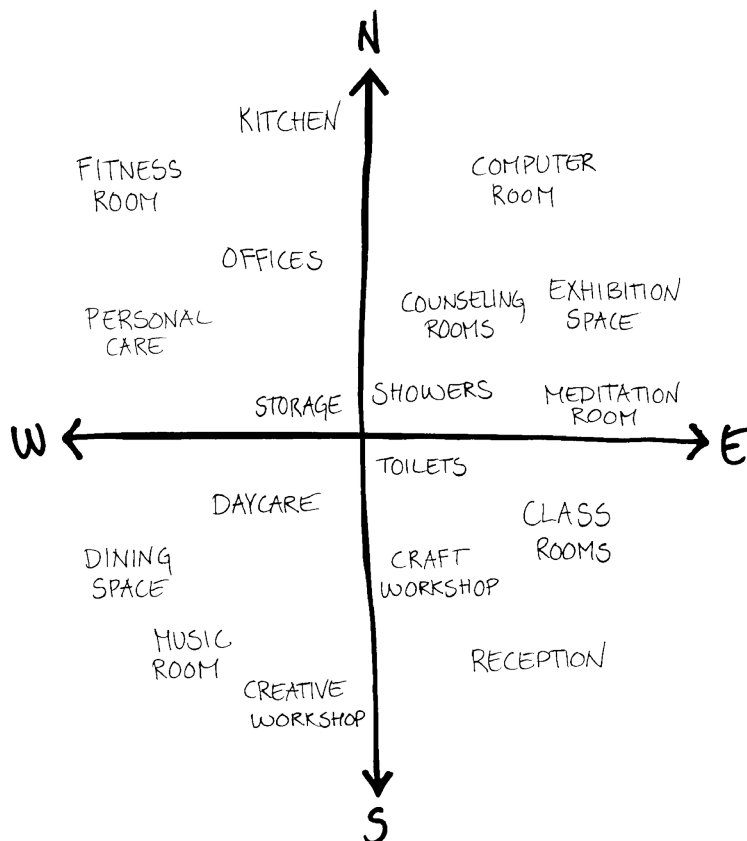 N
KITCHEN
FITNESS
ROOM
COMPUTER
ROOM
OFFICES
PERSONAL
CARE
COUNSELING
ROOMS
EXHIBITION
SPACE
STORAGE
SHOWERS
MEDITATION
ROOM
W
E
TOILETS
DAYCARE
CLASS
ROOMS
DINING
SPACE
CRAFT
WORKSHOP
MUSIC
ROOM
RECEPTION
CREATIVE
WORKSHOP
S